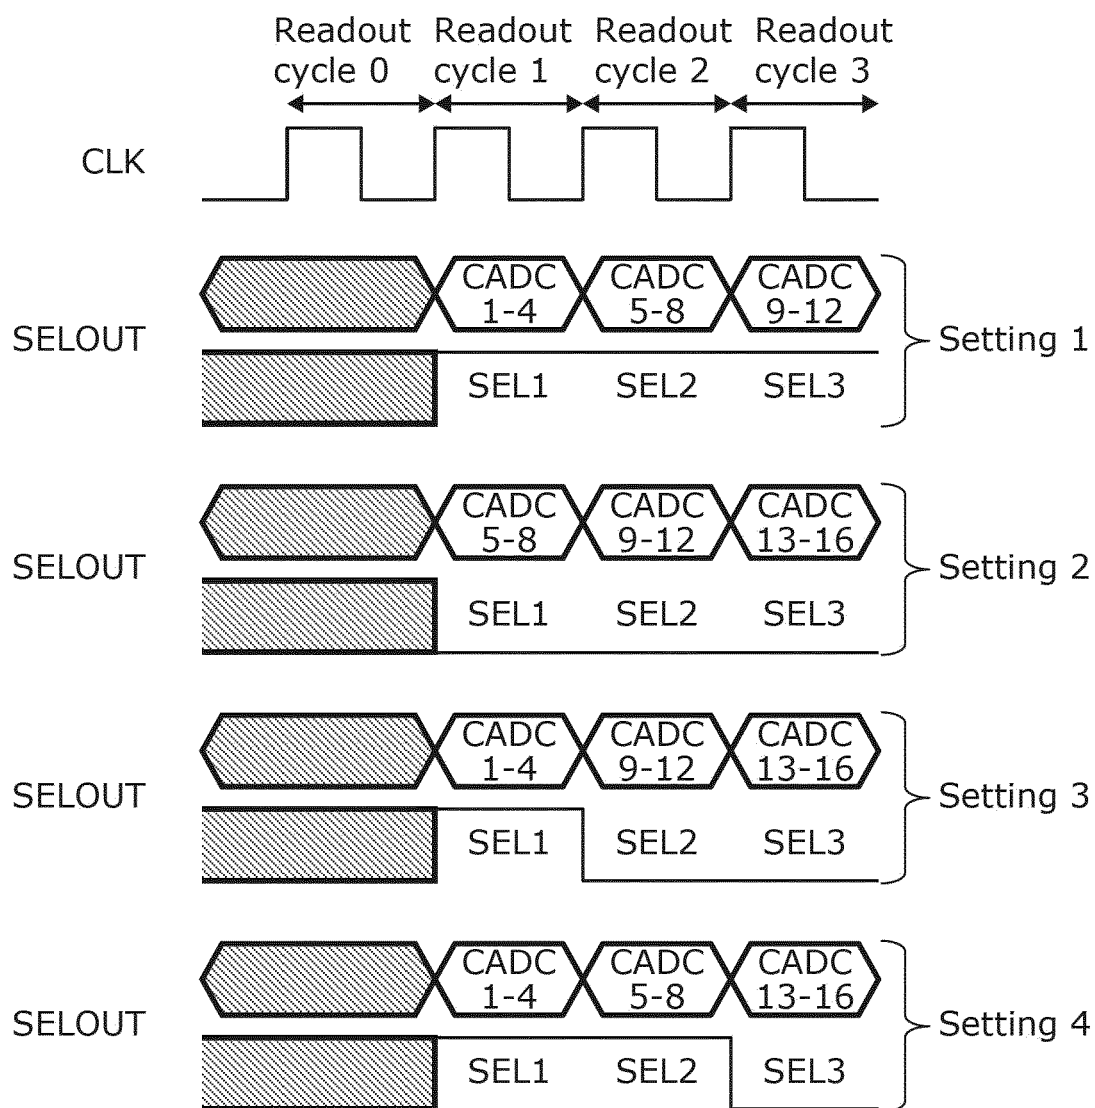 Readout cycle 0
Readout cycle 1
Readout cycle 2
Readout cycle 3
CLK
CADC 1-4
CADC 5-8
CADC 9-12
SELOUT
Setting 1
SEL1
SEL2
SEL3
CADC 5-8
CADC 9-12
CADC 13-16
SELOUT
Setting 2
SEL1
SEL2
SEL3
CADC 1-4
CADC 9-12
CADC 13-16
SELOUT
Setting 3
SEL1
SEL2
SEL3
CADC 1-4
CADC 5-8
CADC 13-16
SELOUT
Setting 4
SEL1
SEL2
SEL3